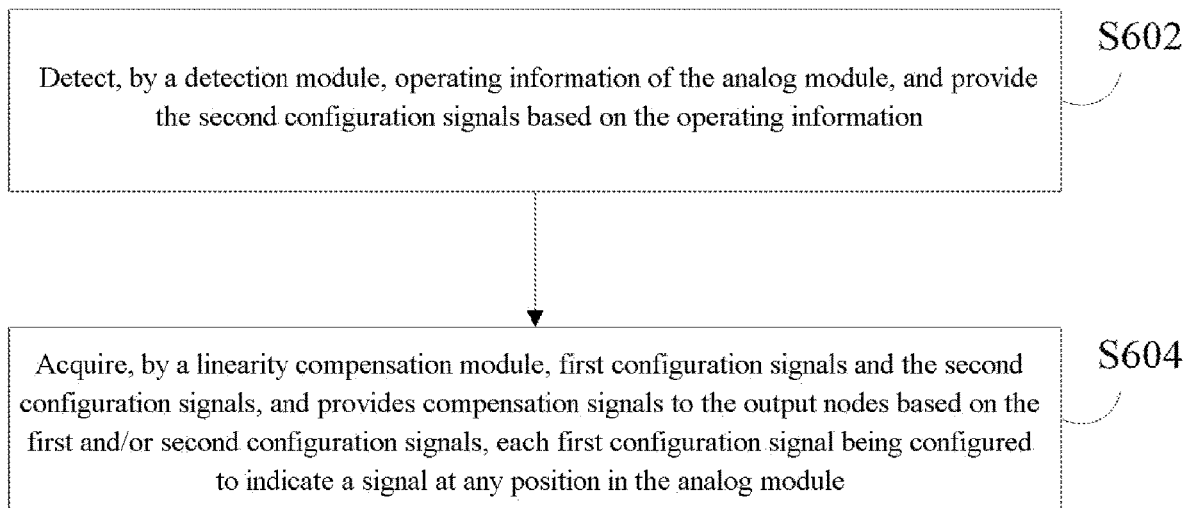 S602
Detect, by a detection module, operating information of the analog module, and provide
the second configuration signals based on the operating information
S604
Acquire, by a linearity compensation module, first configuration signals and the second
configuration signals, and provides compensation signals to the output nodes based on the
first and/or second configuration signals, each first configuration signal being configured
to indicate a signal at any position in the analog module